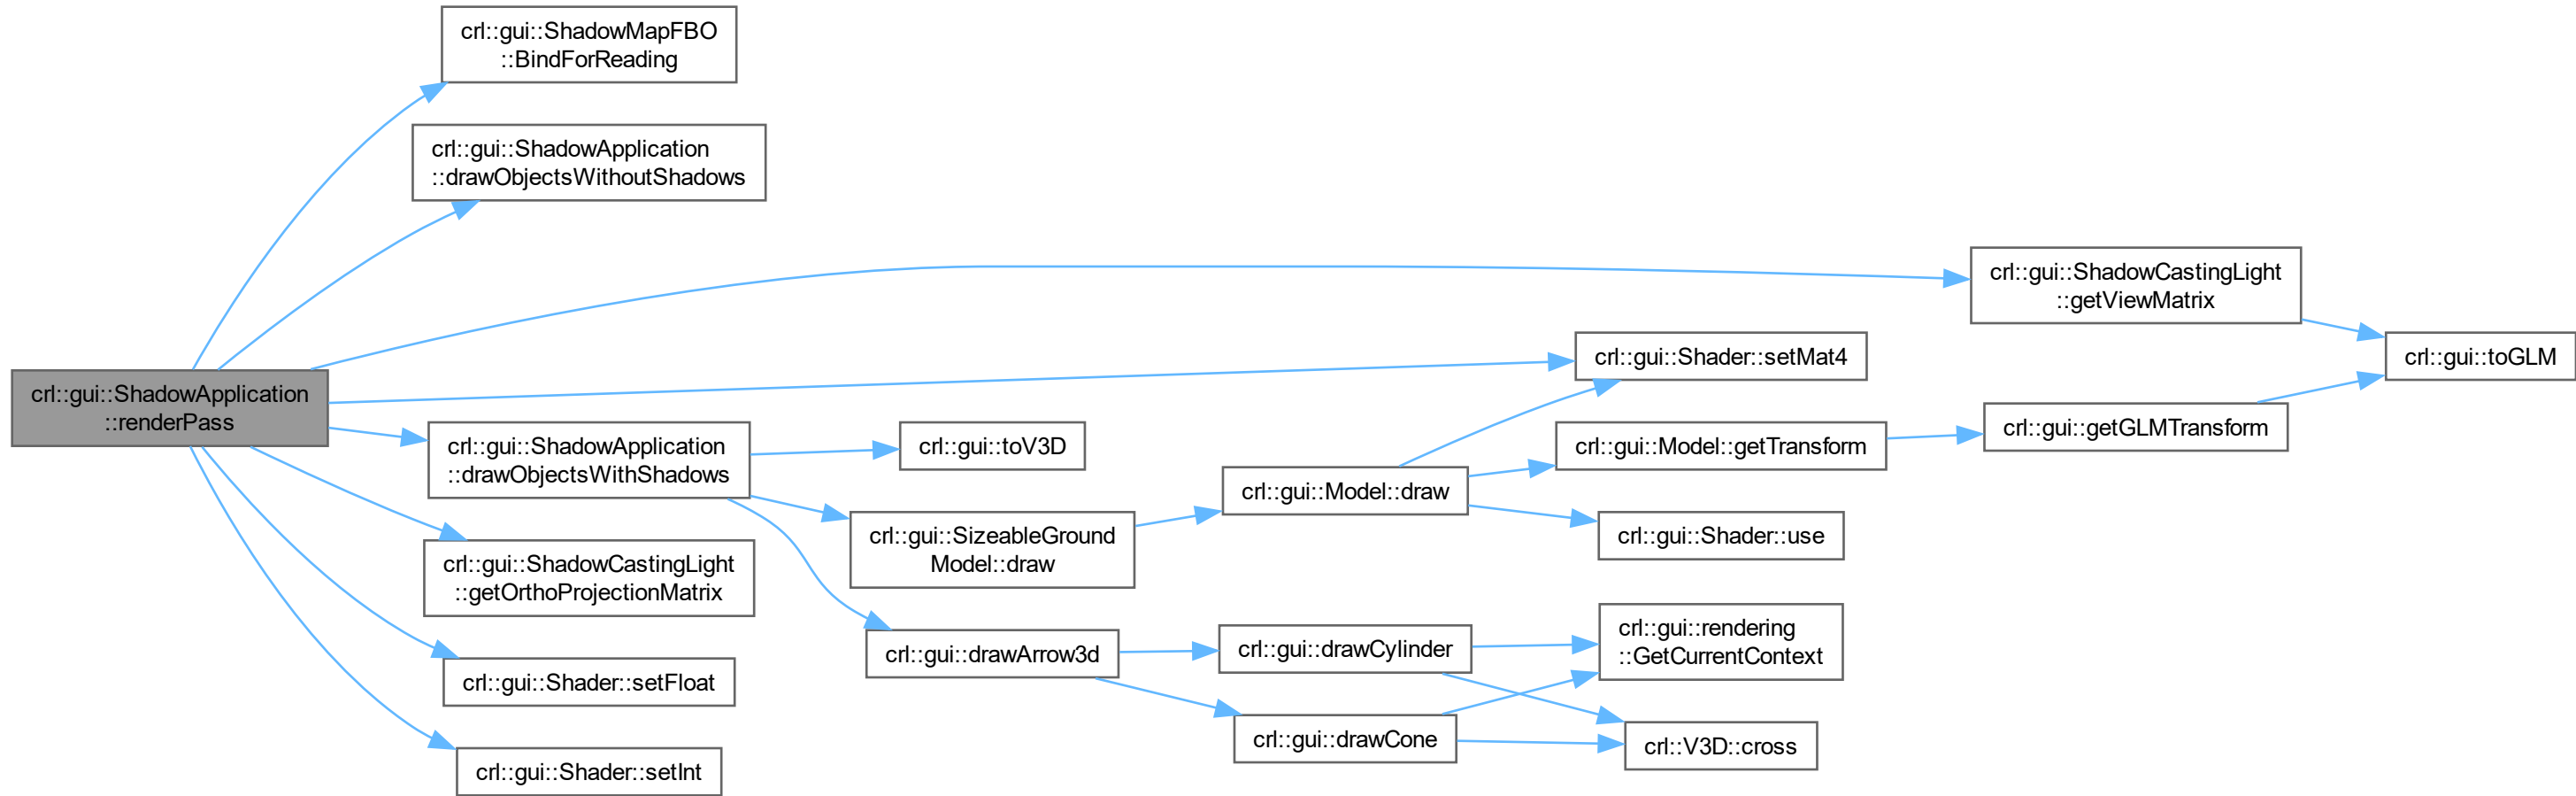 crl::gui::ShadowMapFBO
::BindForReading
crl::gui::ShadowApplication
::drawObjectsWithoutShadows
crl::gui::ShadowCastingLight
::getViewMatrix
crl::gui::Shader::setMat4
crl::gui::toGLM
crl::gui::ShadowApplication
::renderPass
crl::gui::ShadowApplication
::drawObjectsWithShadows
crl::gui::toV3D
crl::gui::Model::getTransform
crl::gui::getGLMTransform
crl::gui::Model::draw
crl::gui::SizeableGround
Model::draw
crl::gui::Shader::use
crl::gui::ShadowCastingLight
::getOrthoProjectionMatrix
crl::gui::drawArrow3d
crl::gui::drawCylinder
crl::gui::rendering
::GetCurrentContext
crl::gui::Shader::setFloat
crl::gui::drawCone
crl::V3D::cross
crl::gui::Shader::setInt